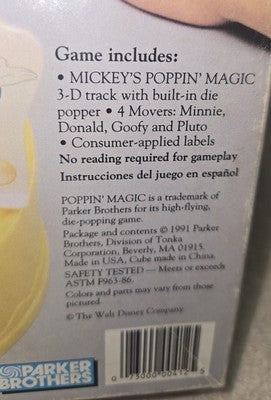 Game includes:
• MICKEY'S POPPIN' MAGIC
3-D track with built-in die
popper • 4 Movers: Minnie,
Donald, Goofy and Pluto
• Consumer-applied labels
No reading required for gameplay
Instrucciones del juego en español
POPPIN' MAGIC is a trademark of
Parker Brothers for its high-flying,
die-popping game.
Package and contents © 1991 Parker
Brothers, Division of Tonka
Corporation, Beverly, MA 01915.
Made in USA, Cube made in China.
SAFETY TESTED — Meets or exceeds
ASTM F963-86.
Colors and parts may vary from those
pictured.
© The Walt Disney Company
PARKER
BROTHERS
0 73000 00412 5